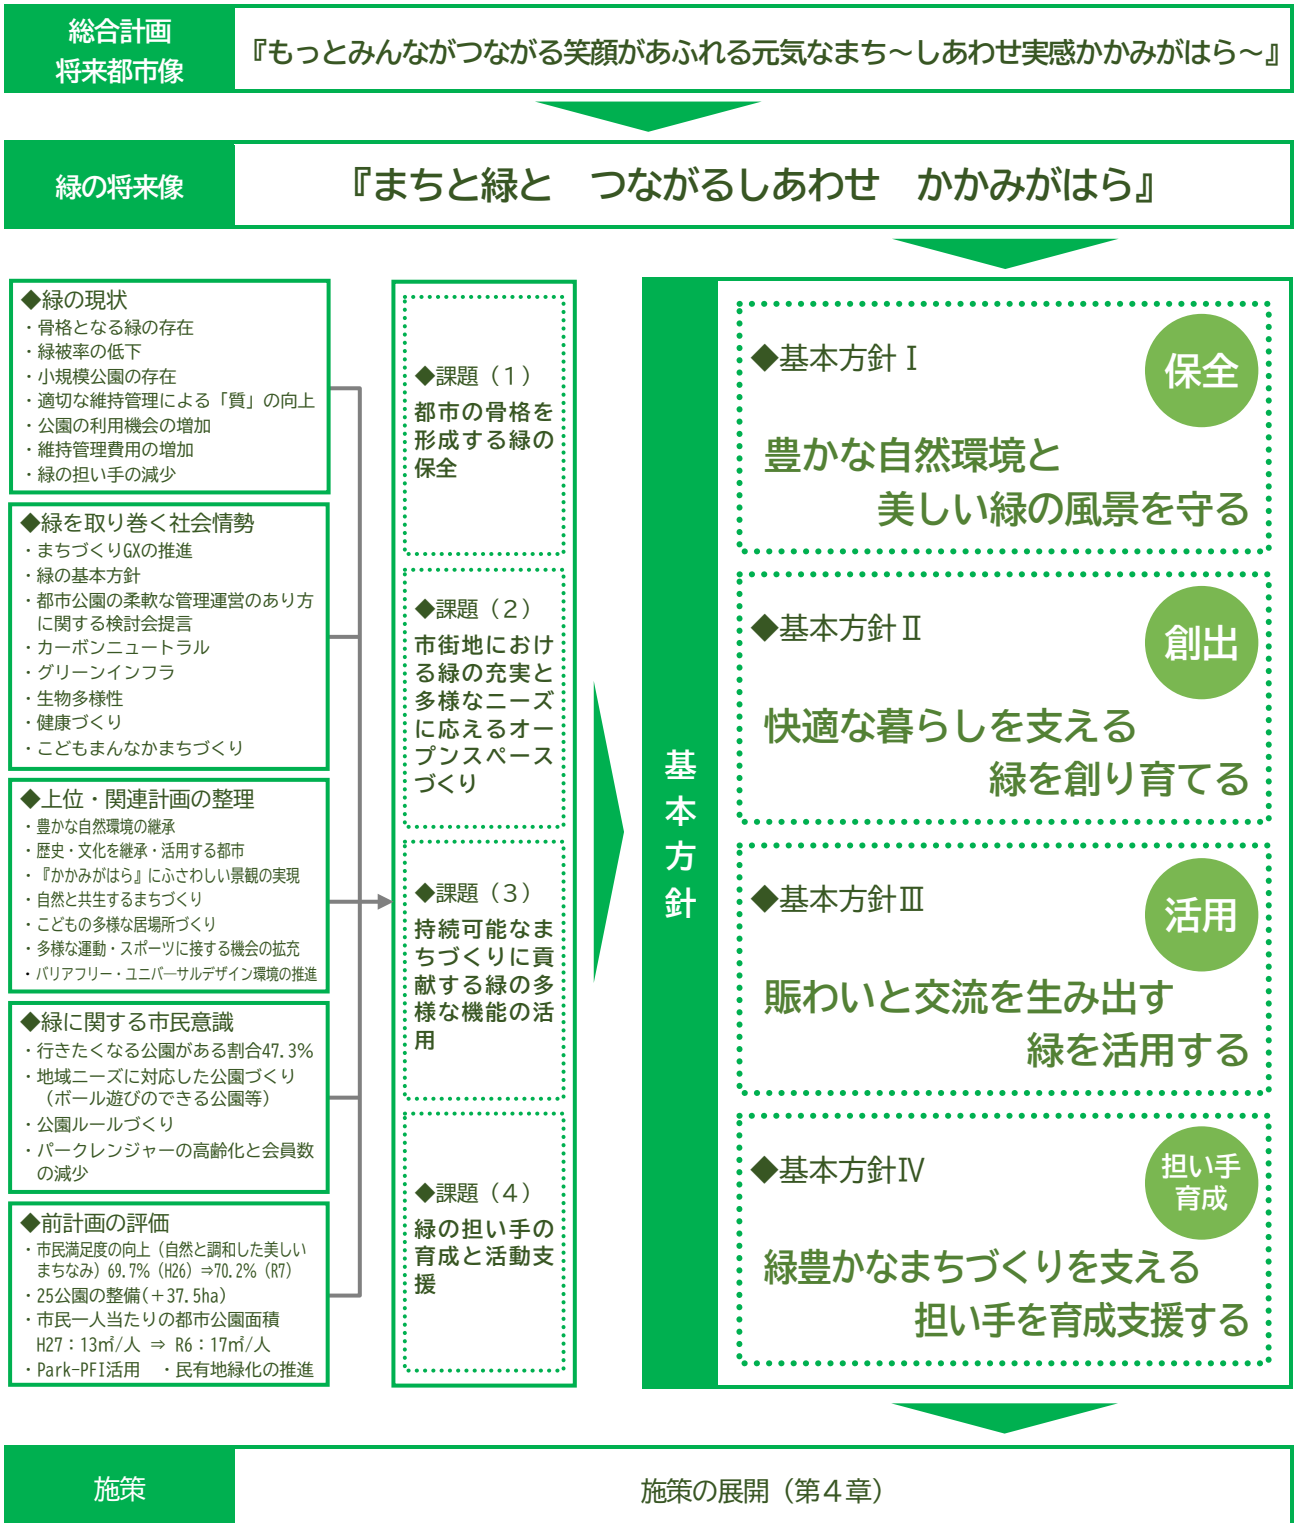 総合計画
将来都市像
『もっとみんながつながる笑顔があふれる元気なまち～しあわせ実感かかみがはら～』
緑の将来像
『まちと緑と　つながるしあわせ　かかみがはら』
◆緑の現状
・骨格となる緑の存在
・緑被率の低下
・小規模公園の存在
・適切な維持管理による「質」の向上
・公園の利用機会の増加
・維持管理費用の増加
・緑の担い手の減少
◆緑を取り巻く社会情勢
・まちづくりGXの推進
・緑の基本方針
・都市公園の柔軟な管理運営のあり方
に関する検討会提言
・カーボンニュートラル
・グリーンインフラ
・生物多様性
・健康づくり
・こどもまんなかまちづくり
◆上位・関連計画の整理
・豊かな自然環境の継承
・歴史・文化を継承・活用する都市
・『かかみがはら』にふさわしい景観の実現
・自然と共生するまちづくり
・こどもの多様な居場所づくり
・多様な運動・スポーツに接する機会の拡充
・バリアフリー・ユニバーサルデザイン環境の推進
◆緑に関する市民意識
・行きたくなる公園がある割合47.3%
・地域ニーズに対応した公園づくり
（ボール遊びのできる公園等）
・公園ルールづくり
・パークレンジャーの高齢化と会員数
の減少
◆前計画の評価
・市民満足度の向上（自然と調和した美しい
まちなみ）69.7%（H26）⇒70.2%（R7）
・25公園の整備(＋37.5ha)
・市民一人当たりの都市公園面積
H27：13㎡/人 ⇒ R6：17㎡/人
・Park-PFI活用　・民有地緑化の推進
◆課題（１）
都市の骨格を
形成する緑の
保全
◆課題（２）
市街地におけ
る緑の充実と
多様なニーズ
に応えるオー
プンスペース
づくり
◆課題（３）
持続可能なま
ちづくりに貢
献する緑の多
様な機能の活
用
◆課題（４）
緑の担い手の
育成と活動支
援
基本方針
◆基本方針Ⅰ
保全
豊かな自然環境と
美しい緑の風景を守る
◆基本方針Ⅱ
創出
快適な暮らしを支える
緑を創り育てる
◆基本方針Ⅲ
活用
賑わいと交流を生み出す
緑を活用する
◆基本方針Ⅳ
担い手
育成
緑豊かなまちづくりを支える
担い手を育成支援する
施策
施策の展開（第４章）